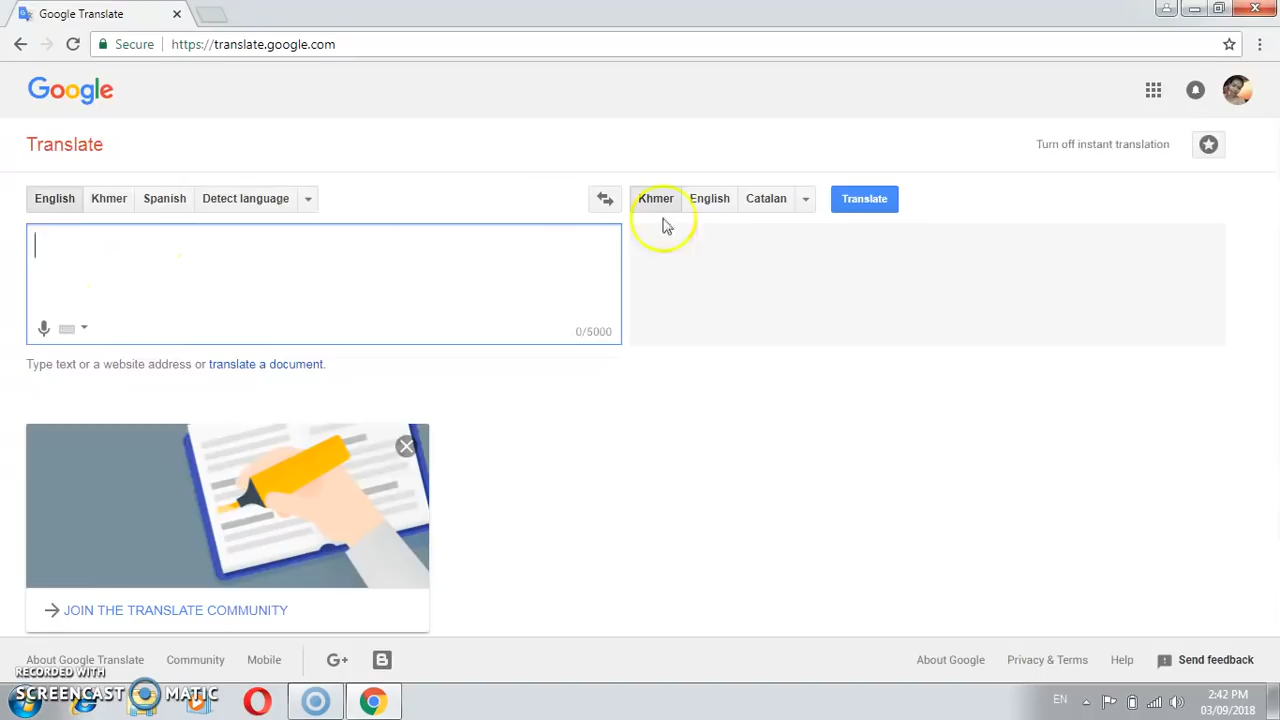 Google Translate
Secure https://translate.google.com
Google
Translate
Turn off instant translation
English Khmer Spanish Detect language
Khmer English Catalan Translate
0/5000
Type text or a website address or translate a document.
JOIN THE TRANSLATE COMMUNITY
About Google Translate Community Mobile G+ About Google Privacy & Terms Help Send feedback
RECORDED WITH
SCREENCAST MATIC
EN
2:42 PM
03/09/2018